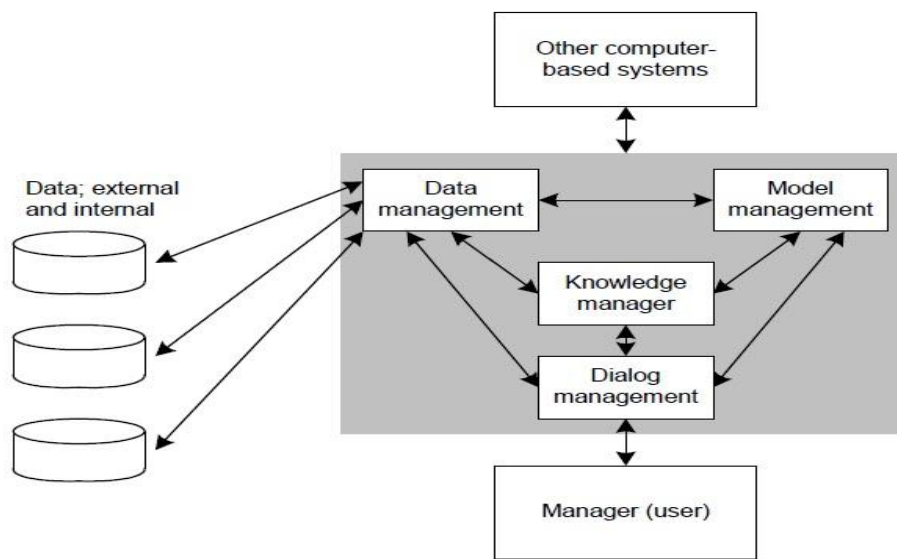 Other computer-
based systems
Data; external
and internal
Data
management
Model
management
Knowledge
manager
Dialog
management
Manager (user)